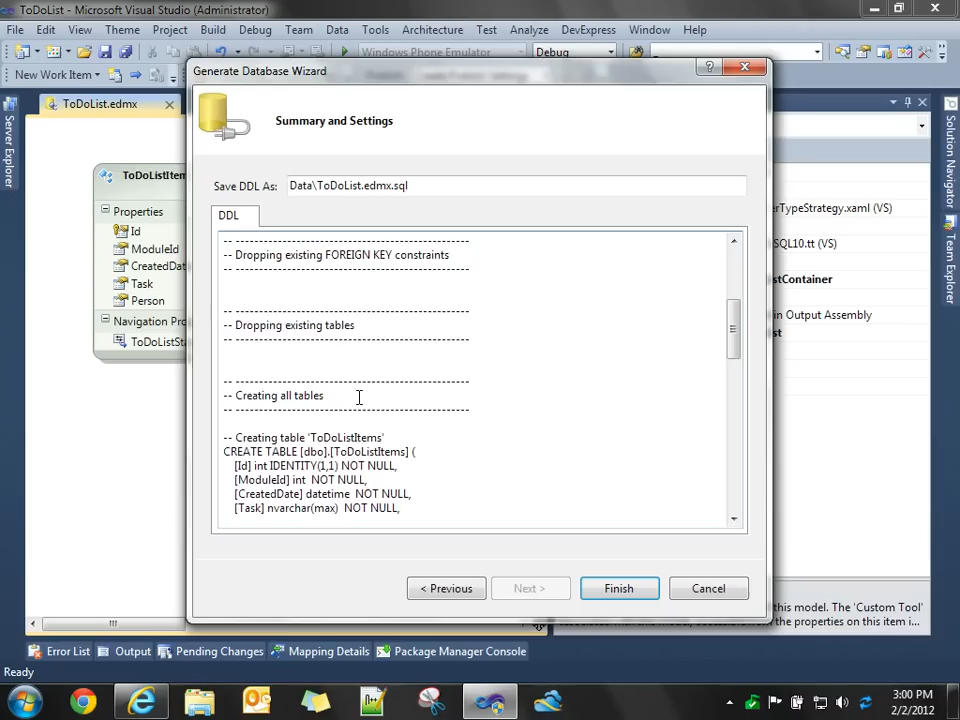 ToDoList - Microsoft Visual Studio (Administrator)
File Edit View Theme Project Build Debug Team Data Tools Architecture Test Analyze DevExpress Window Help
Windows Phone Emulator Debug
New Work Item
Generate Database Wizard
ToDoList.edmx
Summary and Settings
Server Explorer
Solution Navigator
Team Explorer
Save DDL As: Data\ToDoList.edmx.sql
DDL
ToDoListItem
Properties
Id
ModuleId
CreatedDa
Task
Person
Navigation Pro
ToDoListSta
-- --------------------------------------------------
-- Dropping existing FOREIGN KEY constraints
-- --------------------------------------------------
-- --------------------------------------------------
-- Dropping existing tables
-- --------------------------------------------------
-- --------------------------------------------------
-- Creating all tables
-- --------------------------------------------------
-- Creating table 'ToDoListItems'
CREATE TABLE [dbo].[ToDoListItems] (
[Id] int IDENTITY(1,1) NOT NULL,
[ModuleId] int NOT NULL,
[CreatedDate] datetime NOT NULL,
[Task] nvarchar(max) NOT NULL,
erTypeStrategy.xaml (VS)
SQL10.tt (VS)
stContainer
in Output Assembly
st
< Previous Next > Finish Cancel
this model. The 'Custom Tool'
the properties on this item i...
Error List Output Pending Changes Mapping Details Package Manager Console
Ready
3:00 PM
2/2/2012